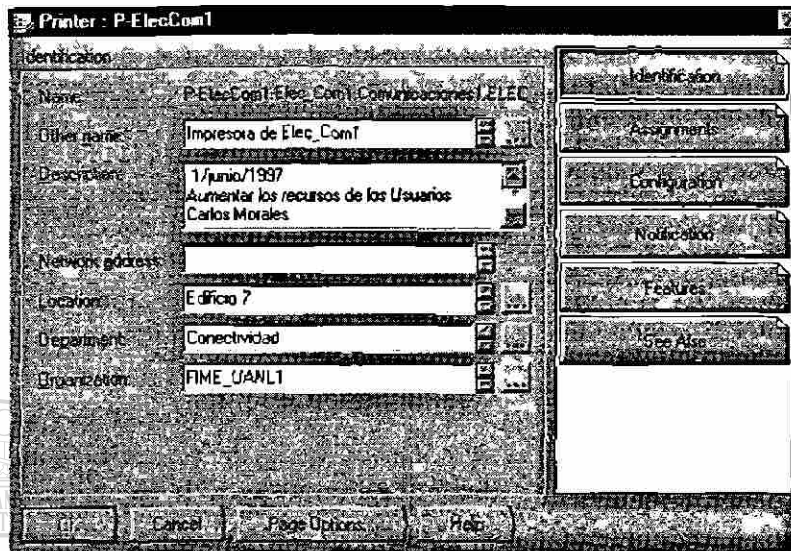 Printer : P-ElecCom1
Identification
Name: P-ElecCom1.Elec_Com1.Comunicaciones1.ELEC
Other name: Impresora de Elec_Com1
Description: 1/junio/1997
Aumentar los recursos de los Usuarios
Carlos Morales
Network address:
Location: Edificio 7
Department: Conectividad
Organization: FIME_UANL1
Identification
Assignments
Configuration
Notification
Features
See Also
Cancel
Page Options...
Help